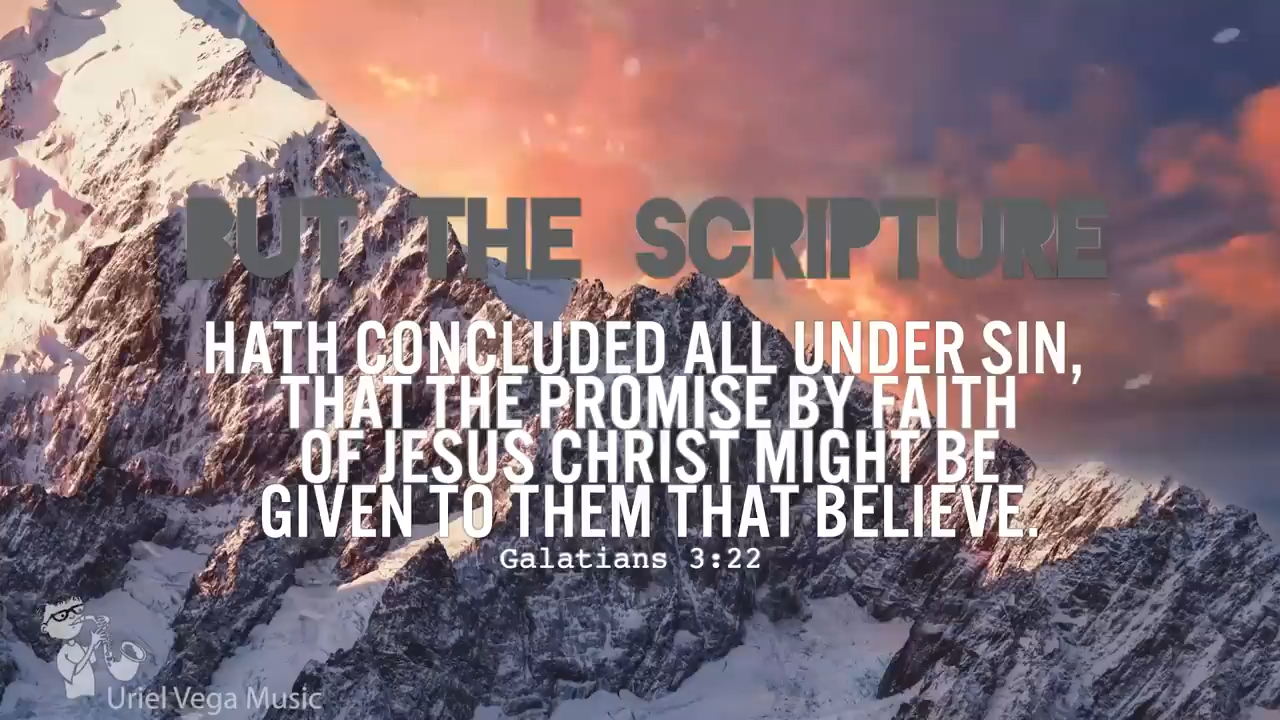 BUT THE SCRIPTURE
HATH CONCLUDED ALL UNDER SIN,
THAT THE PROMISE BY FAITH
OF JESUS CHRIST MIGHT BE
GIVEN TO THEM THAT BELIEVE.
Galatians 3:22
Uriel Vega Music